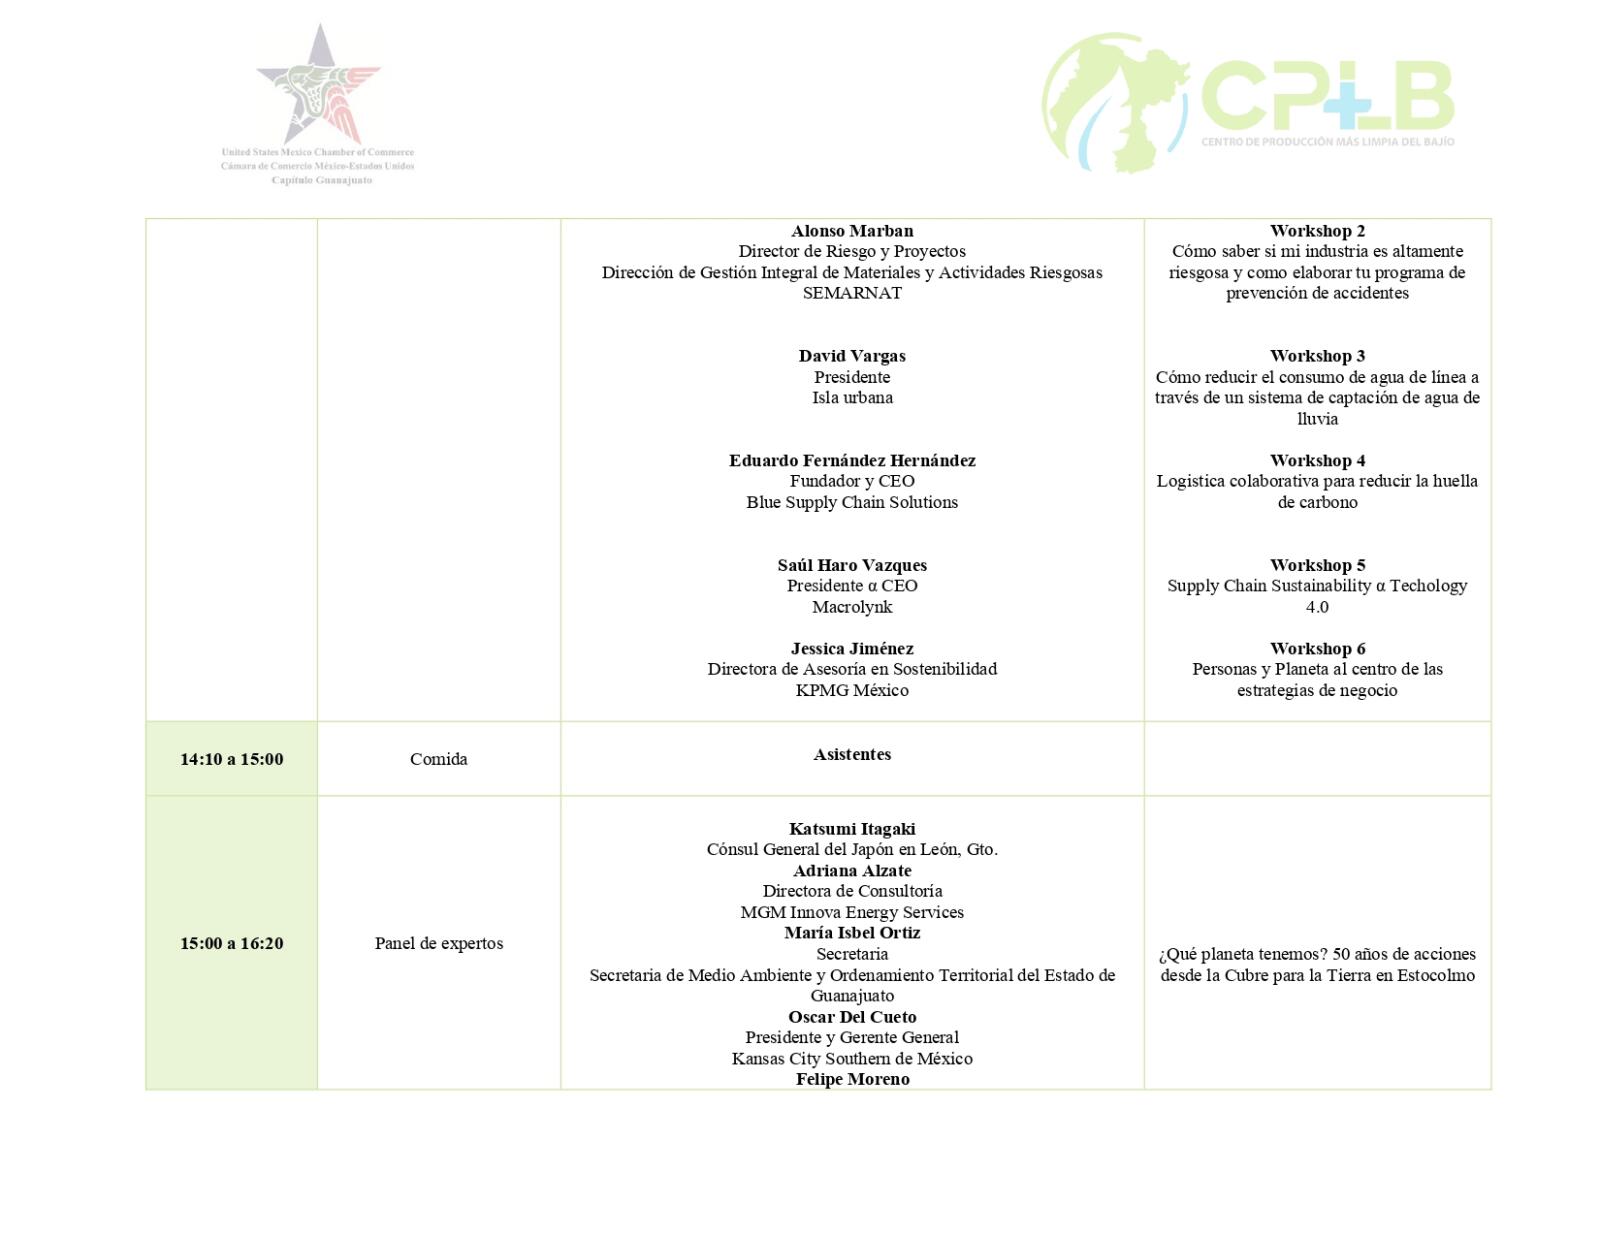 United States Mexico Chamber of Commerce
Cámara de Comercio México-Estados Unidos
Capítulo Guanajuato
CP+LB
CENTRO DE PRODUCCIÓN MÁS LIMPIA DEL BAJÍO
Alonso Marban
Director de Riesgo y Proyectos
Dirección de Gestión Integral de Materiales y Actividades Riesgosas
SEMARNAT
Workshop 2
Cómo saber si mi industria es altamente
riesgosa y como elaborar tu programa de
prevención de accidentes
David Vargas
Presidente
Isla urbana
Workshop 3
Cómo reducir el consumo de agua de línea a
través de un sistema de captación de agua de
lluvia
Eduardo Fernández Hernández
Fundador y CEO
Blue Supply Chain Solutions
Workshop 4
Logistica colaborativa para reducir la huella
de carbono
Saúl Haro Vazques
Presidente α CEO
Macrolynk
Workshop 5
Supply Chain Sustainability α Techology
4.0
Jessica Jiménez
Directora de Asesoría en Sostenibilidad
KPMG México
Workshop 6
Personas y Planeta al centro de las
estrategias de negocio
14:10 a 15:00
Comida
Asistentes
15:00 a 16:20
Panel de expertos
Katsumi Itagaki
Cónsul General del Japón en León, Gto.
Adriana Alzate
Directora de Consultoría
MGM Innova Energy Services
María Isbel Ortiz
Secretaria
Secretaria de Medio Ambiente y Ordenamiento Territorial del Estado de
Guanajuato
Oscar Del Cueto
Presidente y Gerente General
Kansas City Southern de México
Felipe Moreno
¿Qué planeta tenemos? 50 años de acciones
desde la Cubre para la Tierra en Estocolmo